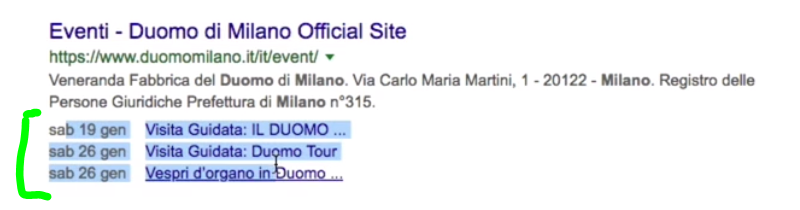 Eventi - Duomo di Milano Official Site
https://www.duomomilano.it/it/event/
Veneranda Fabbrica del Duomo di Milano. Via Carlo Maria Martini, 1 - 20122 - Milano. Registro delle
Persone Giuridiche Prefettura di Milano n°315.
sab 19 gen Visita Guidata: IL DUOMO ...
sab 26 gen Visita Guidata: Duomo Tour
sab 26 gen Vespri d'organo in Duomo ...